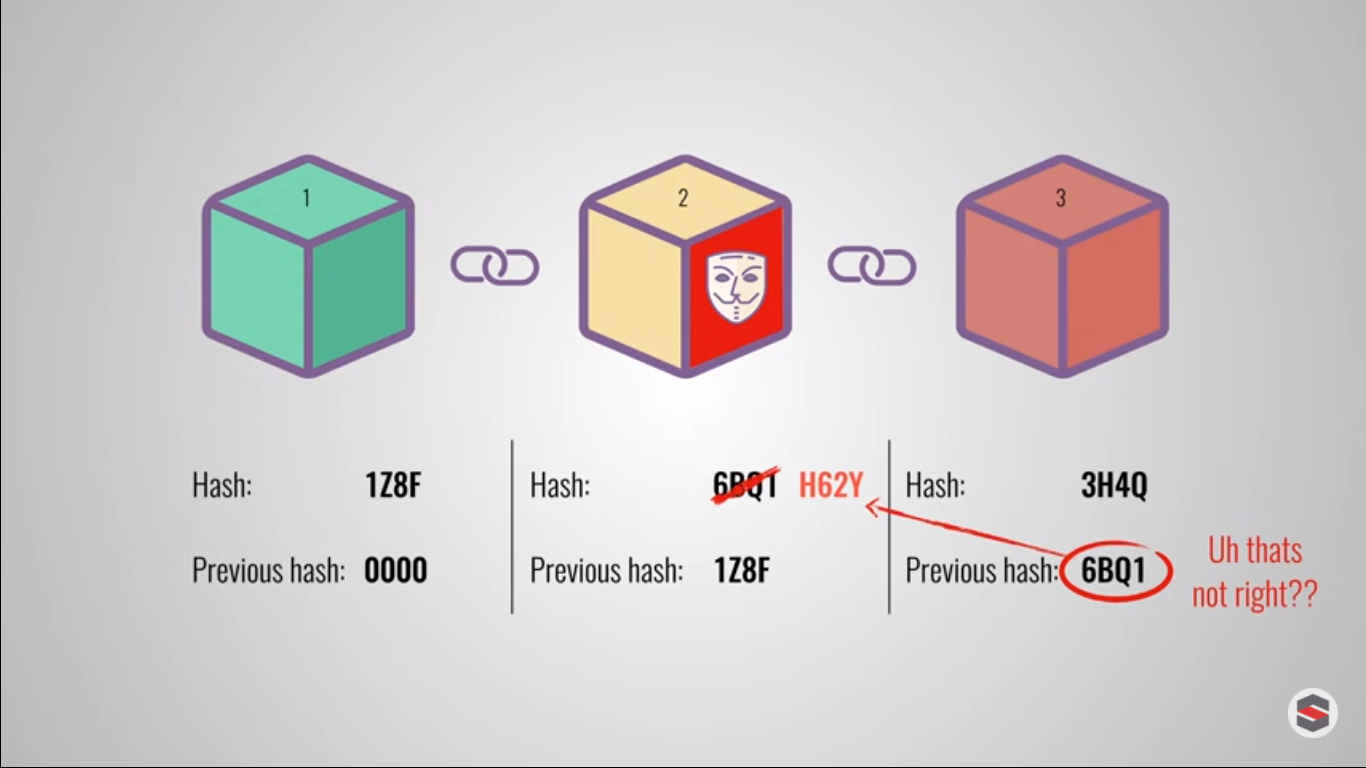 1
2
3
Hash: 1Z8F
Previous hash: 0000
Hash: 6BQ1 H62Y
Previous hash: 1Z8F
Hash: 3H4Q
Previous hash: 6BQ1
Uh thats
not right??